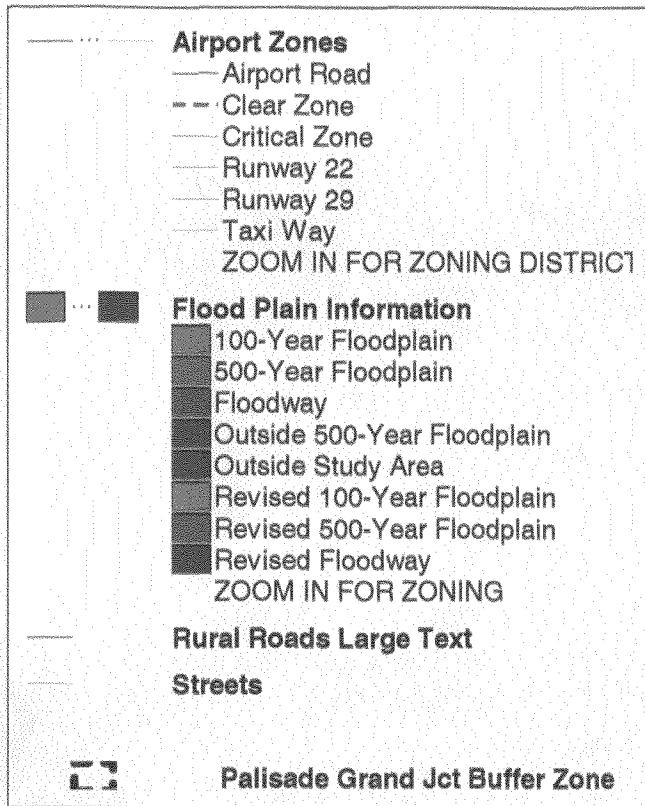 Airport Zones
Airport Road
Clear Zone
Critical Zone
Runway 22
Runway 29
Taxi Way
ZOOM IN FOR ZONING DISTRICT
Flood Plain Information
100-Year Floodplain
500-Year Floodplain
Floodway
Outside 500-Year Floodplain
Outside Study Area
Revised 100-Year Floodplain
Revised 500-Year Floodplain
Revised Floodway
ZOOM IN FOR ZONING
Rural Roads Large Text
Streets
Palisade Grand Jct Buffer Zone